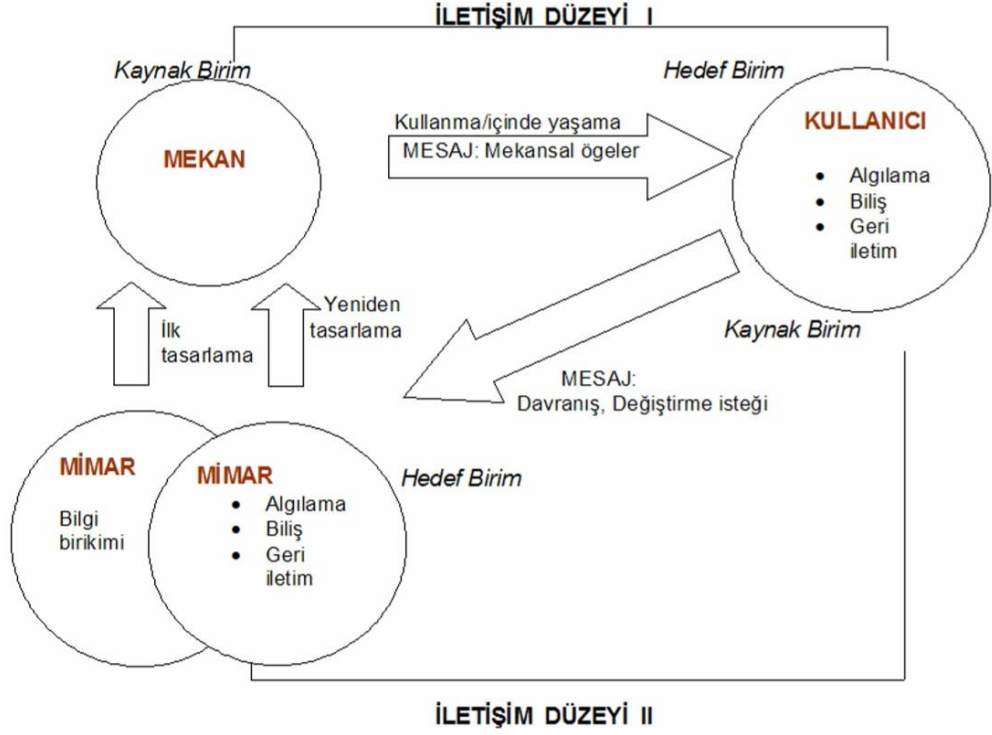 İLETİŞİM DÜZEYİ I
Kaynak Birim
Hedef Birim
MEKAN
Kullanma/içinde yaşama
MESAJ: Mekansal ögeler
KULLANICI
• Algılama
• Biliş
• Geri
iletim
Kaynak Birim
İlk
tasarlama
Yeniden
tasarlama
MESAJ:
Davranış, Değiştirme isteği
MİMAR
Bilgi
birikimi
MİMAR
• Algılama
• Biliş
• Geri
iletim
Hedef Birim
İLETİŞİM DÜZEYİ II